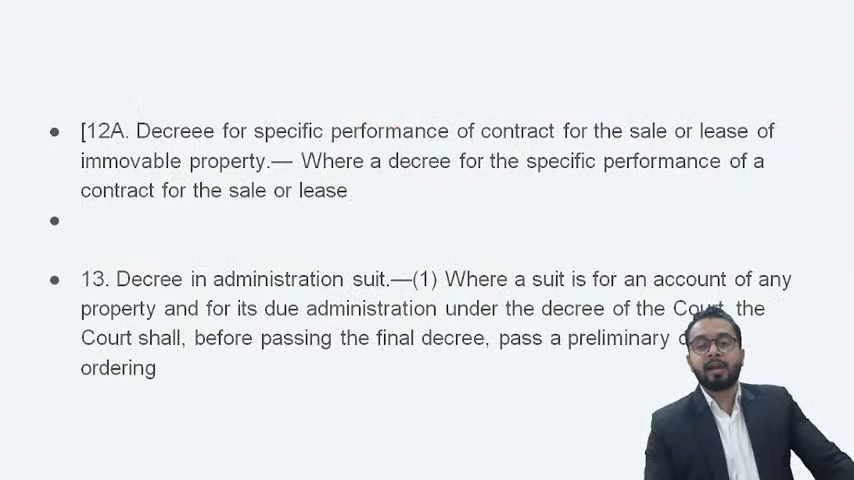 [12A. Decreee for specific performance of contract for the sale or lease of
immovable property.— Where a decree for the specific performance of a
contract for the sale or lease
13. Decree in administration suit.—(1) Where a suit is for an account of any
property and for its due administration under the decree of the Court, the
Court shall, before passing the final decree, pass a preliminary
ordering